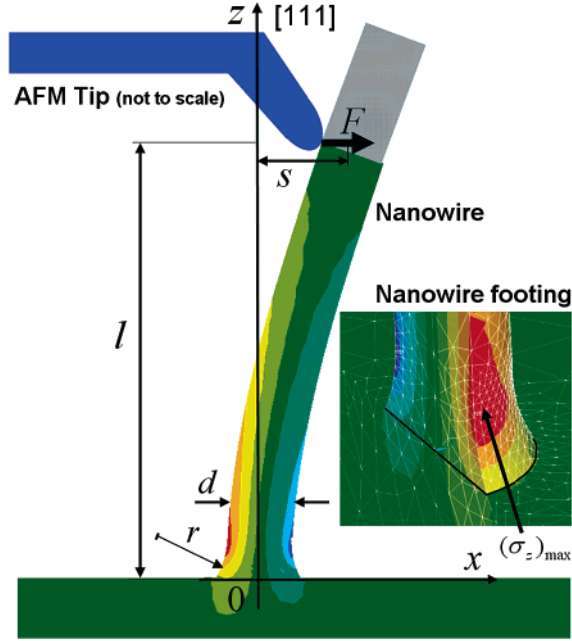 z [111]
AFM Tip (not to scale)
F
s
Nanowire
Nanowire footing
l
d
r
(σz)max
x
0